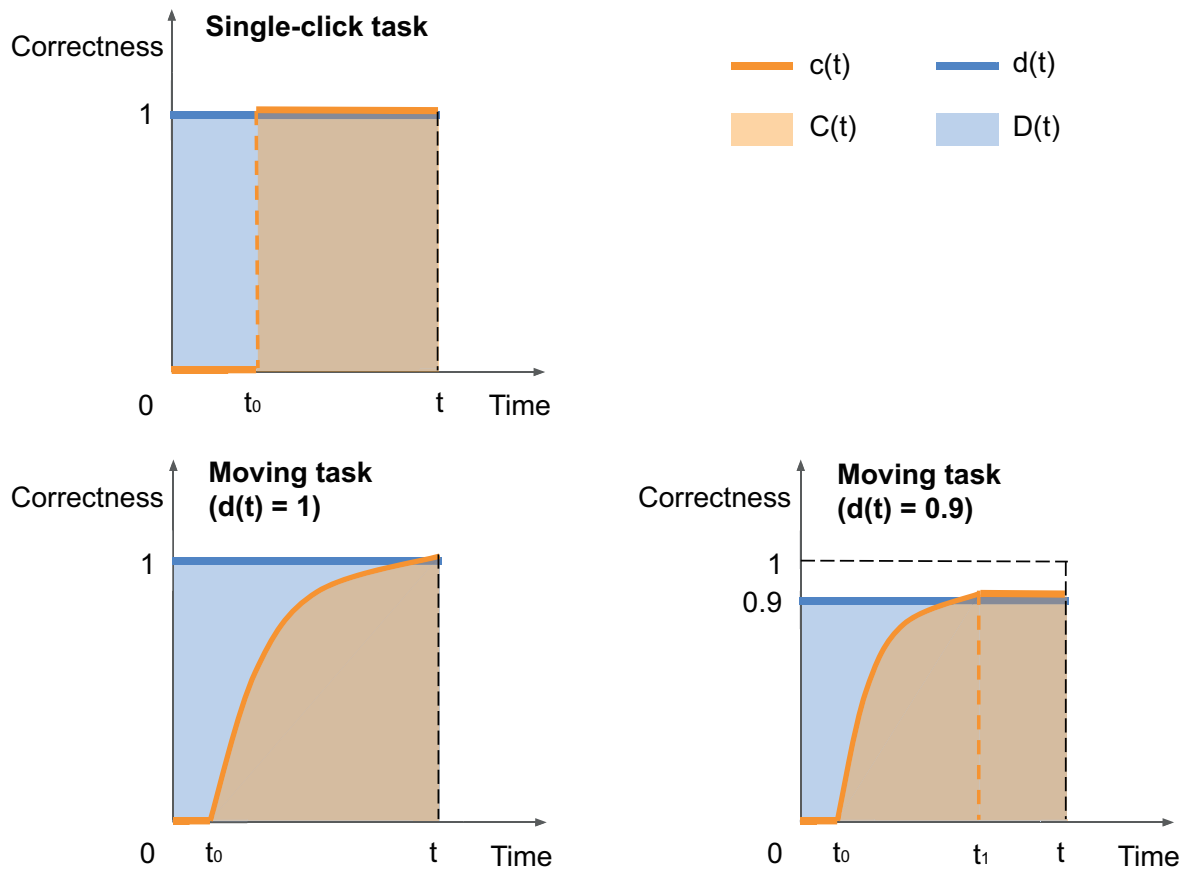 Single-click task
Correctness
1
0
t₀
t
Time
c(t)
d(t)
C(t)
D(t)
Moving task
(d(t) = 1)
Correctness
1
0
t₀
t
Time
Moving task
(d(t) = 0.9)
Correctness
1
0.9
0
t₀
t₁
t
Time